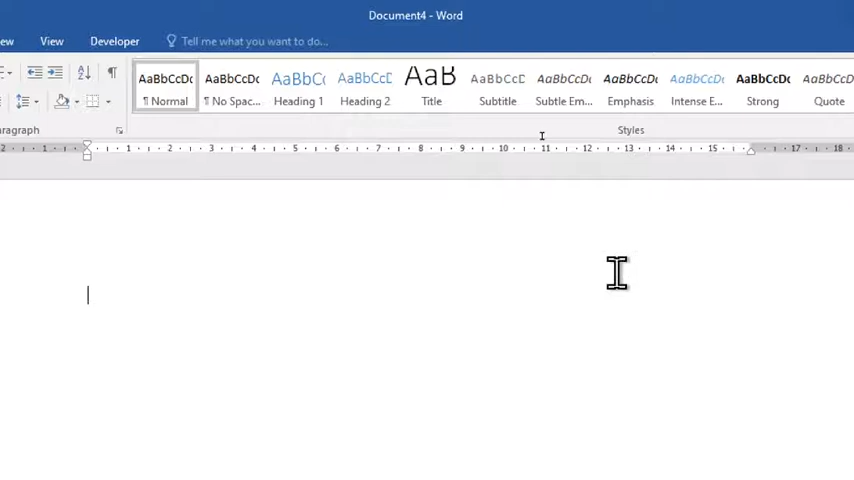 Document4 - Word
ew View Developer Tell me what you want to do...
AaBbCcDc AaBbCcDc AaBbC( AaBbCcE AaB AaBbCcD AaBbCcDc AaBbCcDc AaBbCcDc AaBbCcDc AaBbCcDc
¶ Normal ¶ No Spac... Heading 1 Heading 2 Title Subtitle Subtle Em... Emphasis Intense E... Strong Quote
aragraph Styles
2 1 1 2 3 4 5 6 7 8 9 10 11 12 13 14 15 17 18